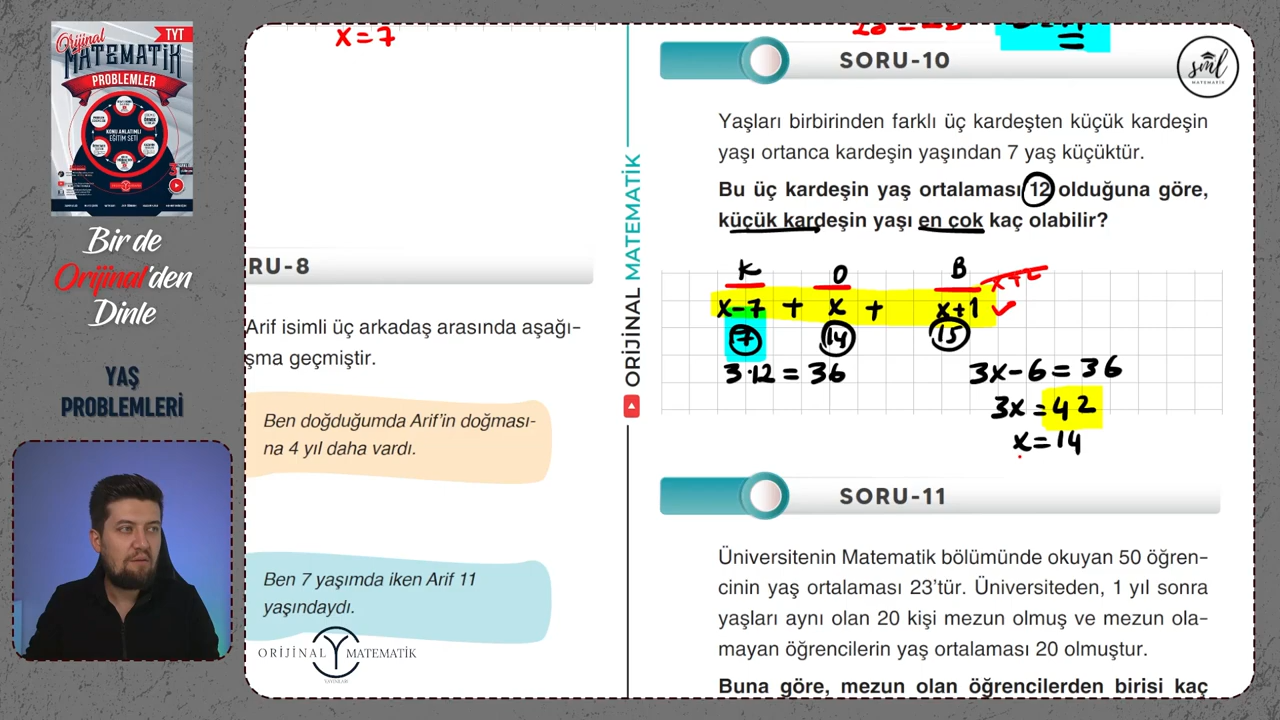 TYT
Orijinal
MATEMATİK
PROBLEMLER
KONU ANLATIMLI
EĞİTİM SETİ
Bir de
Orijinal'den
Dinle
YAŞ
PROBLEMLERİ
x=7
RU-8
Arif isimli üç arkadaş arasında aşağı-
şma geçmiştir.
Ben doğduğumda Arif'in doğması-
na 4 yıl daha vardı.
Ben 7 yaşımda iken Arif 11
yaşındaydı.
ORİJİNAL MATEMATİK
YAYINLARI
ORİJİNAL MATEMATİK
SORU-10
sml
MATEMATİK
Yaşları birbirinden farklı üç kardeşten küçük kardeşin
yaşı ortanca kardeşin yaşından 7 yaş küçüktür.
Bu üç kardeşin yaş ortalaması 12 olduğuna göre,
küçük kardeşin yaşı en çok kaç olabilir?
K O B
x-7 + x + x+1
7 14 15
3·12 = 36
3x-6 = 36
3x = 42
x = 14
SORU-11
Üniversitenin Matematik bölümünde okuyan 50 öğren-
cinin yaş ortalaması 23'tür. Üniversiteden, 1 yıl sonra
yaşları aynı olan 20 kişi mezun olmuş ve mezun ola-
mayan öğrencilerin yaş ortalaması 20 olmuştur.
Buna göre, mezun olan öğrencilerden birisi kaç